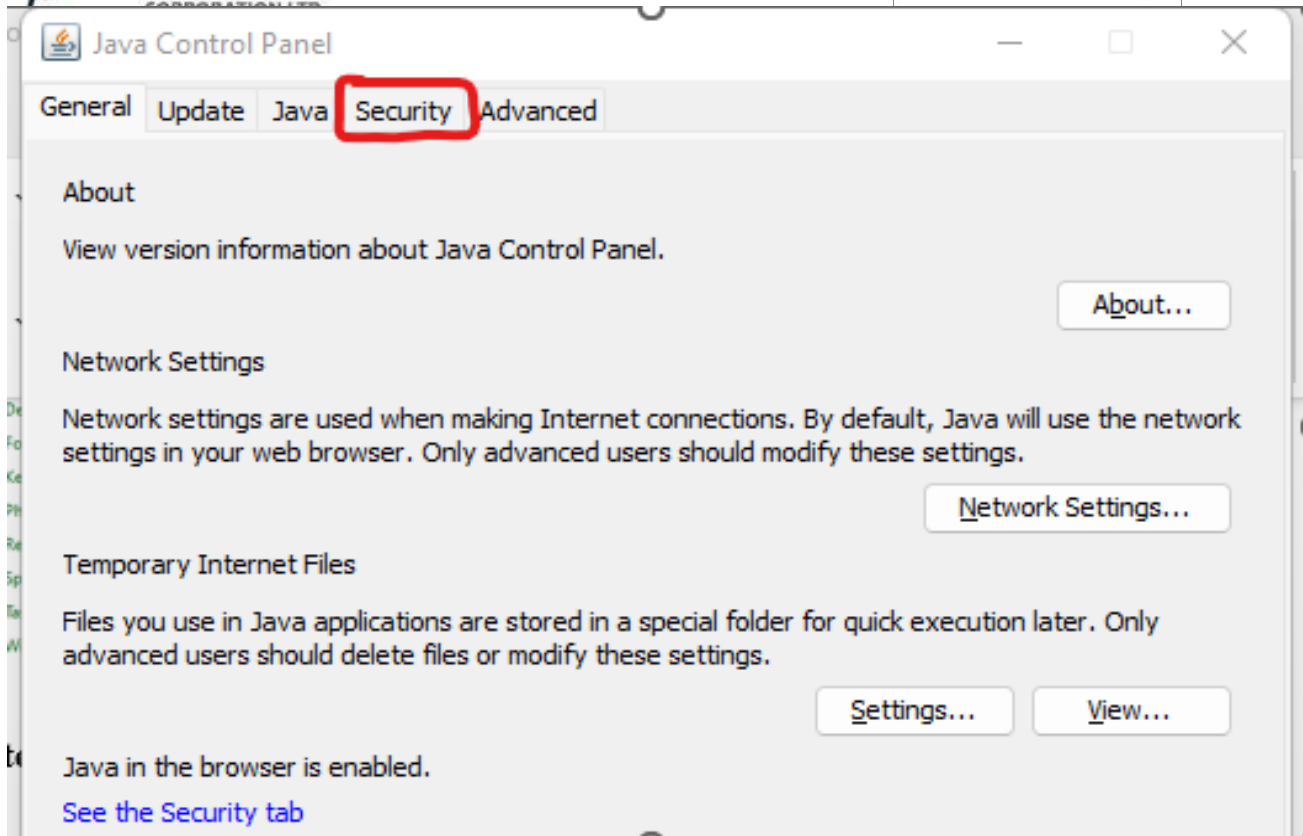 CORPORATION LTD
Java Control Panel
General Update Java Security Advanced
About
View version information about Java Control Panel.
About...
Network Settings
Network settings are used when making Internet connections. By default, Java will use the network
settings in your web browser. Only advanced users should modify these settings.
Network Settings...
Temporary Internet Files
Files you use in Java applications are stored in a special folder for quick execution later. Only
advanced users should delete files or modify these settings.
Settings... View...
Java in the browser is enabled.
See the Security tab